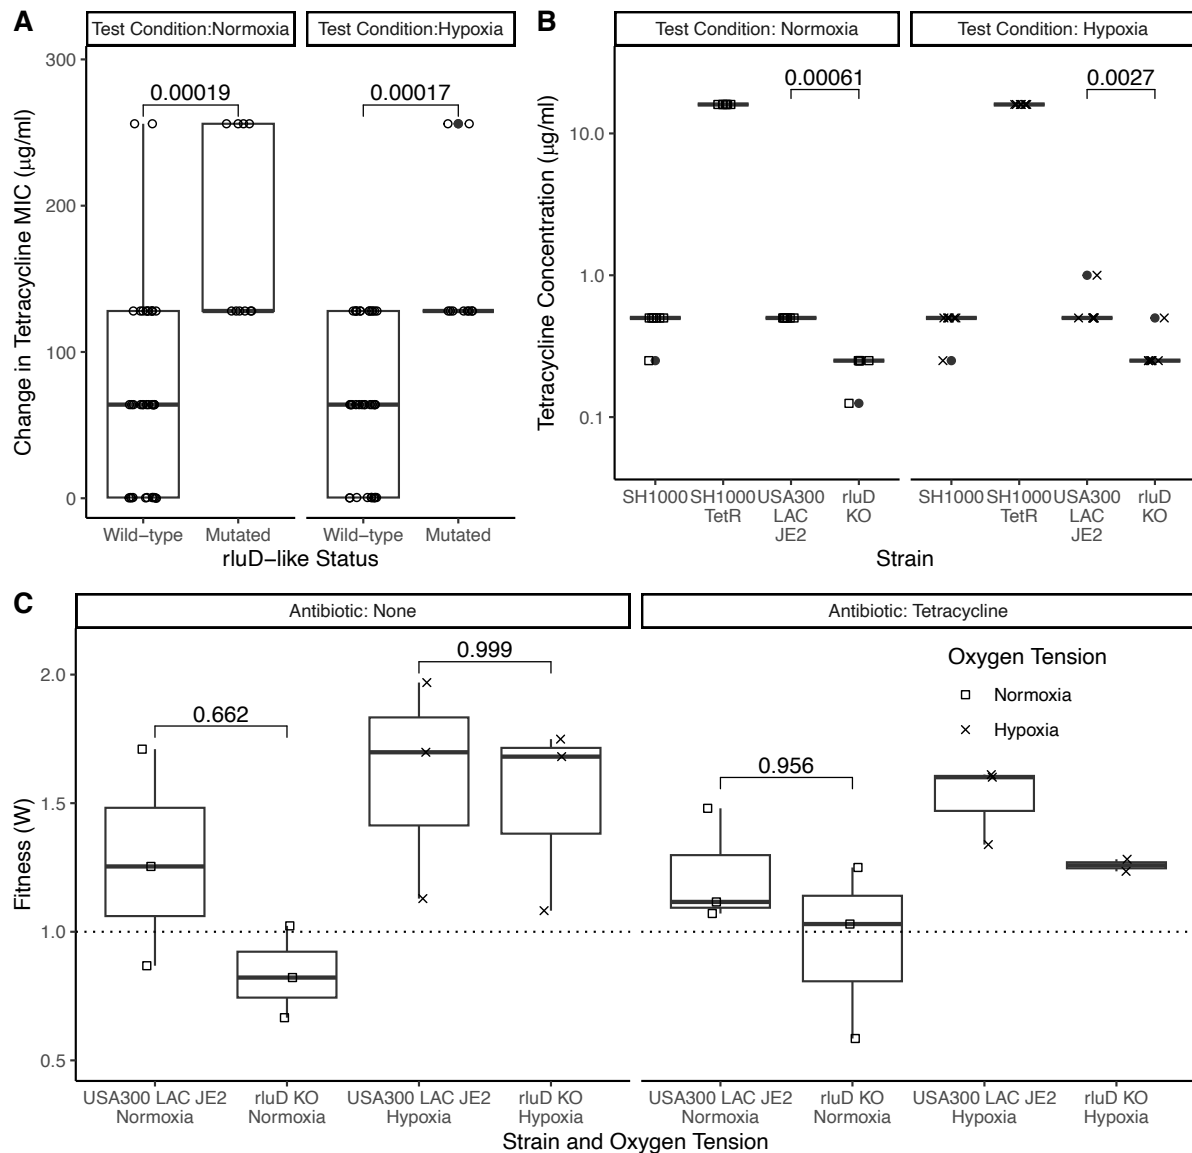 A
Test Condition:Normoxia
Test Condition:Hypoxia
Change in Tetracycline MIC (µg/ml)
300
200
100
0
0.00019
0.00017
Wild−type
Mutated
Wild−type
Mutated
rluD−like Status
B
Test Condition: Normoxia
Test Condition: Hypoxia
Tetracycline Concentration (µg/ml)
10.0
1.0
0.1
0.00061
0.0027
SH1000
SH1000
TetR
USA300
LAC
JE2
rluD
KO
SH1000
SH1000
TetR
USA300
LAC
JE2
rluD
KO
Strain
C
Antibiotic: None
Antibiotic: Tetracycline
Fitness (W)
2.0
1.5
1.0
0.5
0.662
0.999
0.956
Oxygen Tension
Normoxia
Hypoxia
USA300 LAC JE2
Normoxia
rluD KO
Normoxia
USA300 LAC JE2
Hypoxia
rluD KO
Hypoxia
USA300 LAC JE2
Normoxia
rluD KO
Normoxia
USA300 LAC JE2
Hypoxia
rluD KO
Hypoxia
Strain and Oxygen Tension